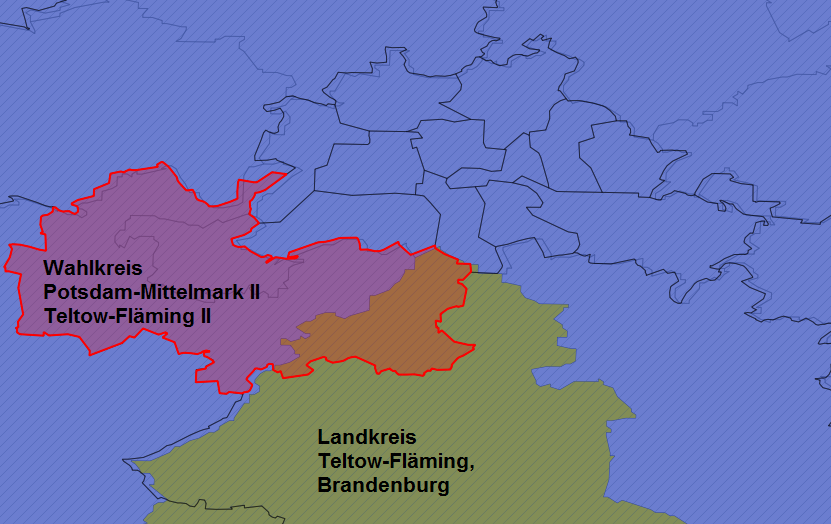 Wahlkreis
Potsdam-Mittelmark II
Teltow-Fläming II
Landkreis
Teltow-Fläming,
Brandenburg